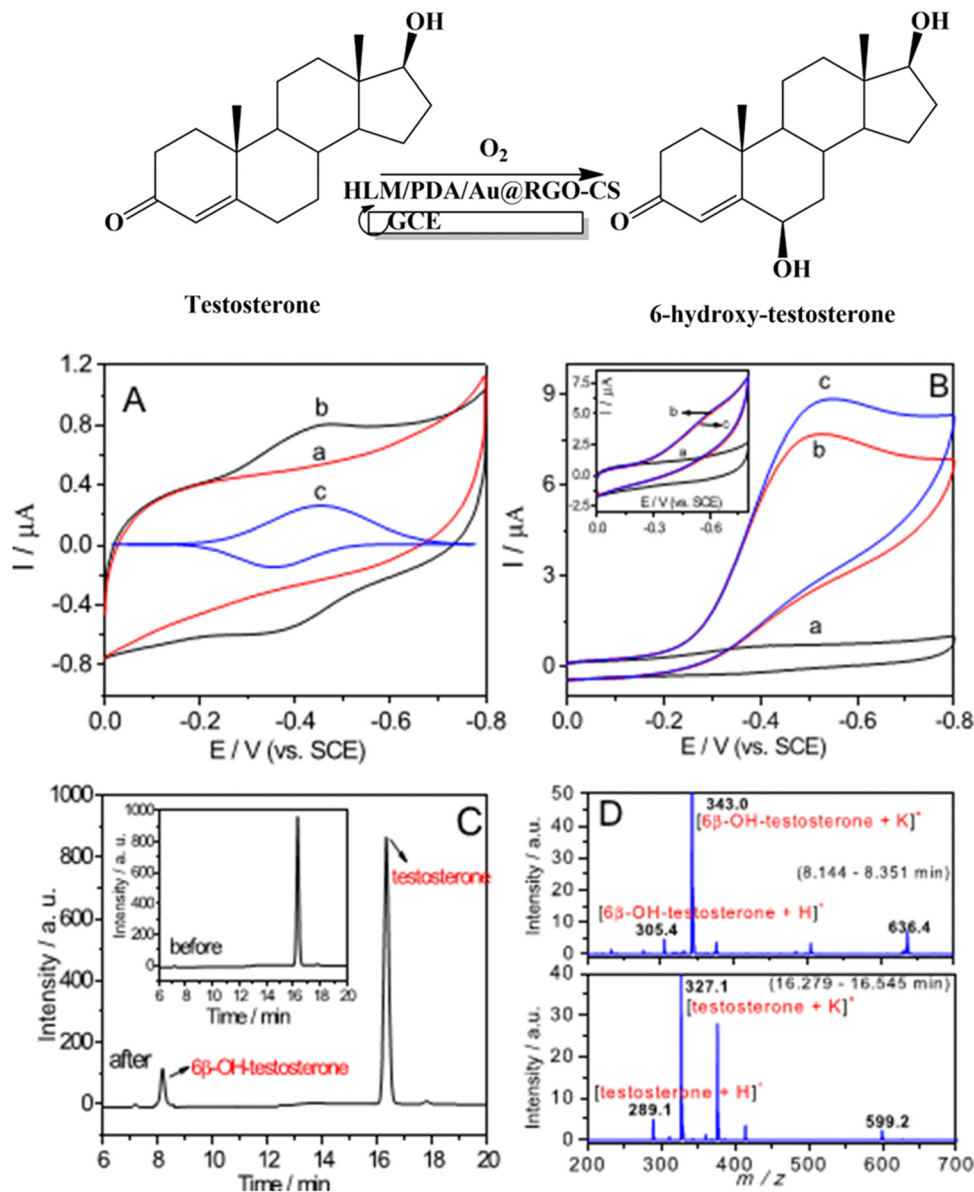 OH
OH
O₂
HLM/PDA/Au@RGO-CS
GCE
O
O
OH
Testosterone
6-hydroxy-testosterone
A
1.2
0.8
0.4
0.0
-0.4
-0.8
I / μA
b
a
c
0.0 -0.2 -0.4 -0.6 -0.8
E / V (vs. SCE)
B
9
6
3
0
I / μA
c
b
a
7.5
5.0
2.5
0.0
-2.5
I / μA
b
c
a
0.0 -0.3 -0.6
E / V (vs. SCE)
0.0 -0.2 -0.4 -0.6 -0.8
E / V (vs. SCE)
C
1000
800
600
400
200
0
Intensity / a. u.
1000
800
600
400
200
0
Intensity / a. u.
before
6 8 10 12 14 16 18 20
Time / min
testosterone
after
6β-OH-testosterone
6 8 10 12 14 16 18 20
Time / min
D
50
40
30
20
10
0
Intensity / a.u.
343.0
[6β-OH-testosterone + K]⁺
(8.144 - 8.351 min)
[6β-OH-testosterone + H]⁺
305.4
636.4
40
30
20
10
0
Intensity / a.u.
327.1
(16.279 - 16.545 min)
[testosterone + K]⁺
[testosterone + H]⁺
289.1
599.2
200 300 400 500 600 700
m / z